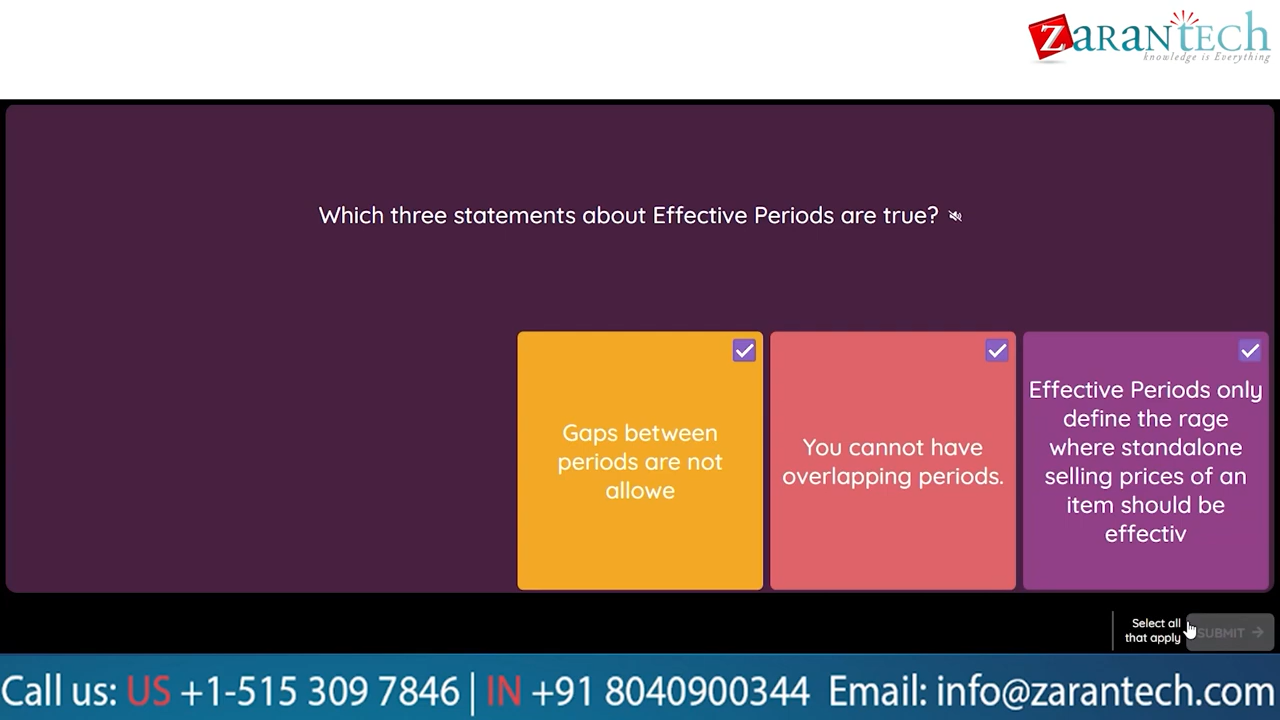 ZARANTECH
knowledge is Everything
Which three statements about Effective Periods are true?
Gaps between
periods are not
allowe
You cannot have
overlapping periods.
Effective Periods only
define the rage
where standalone
selling prices of an
item should be
effectiv
Select all
that apply
SUBMIT
Call us: US +1-515 309 7846 | IN +91 8040900344 Email: info@zarantech.com